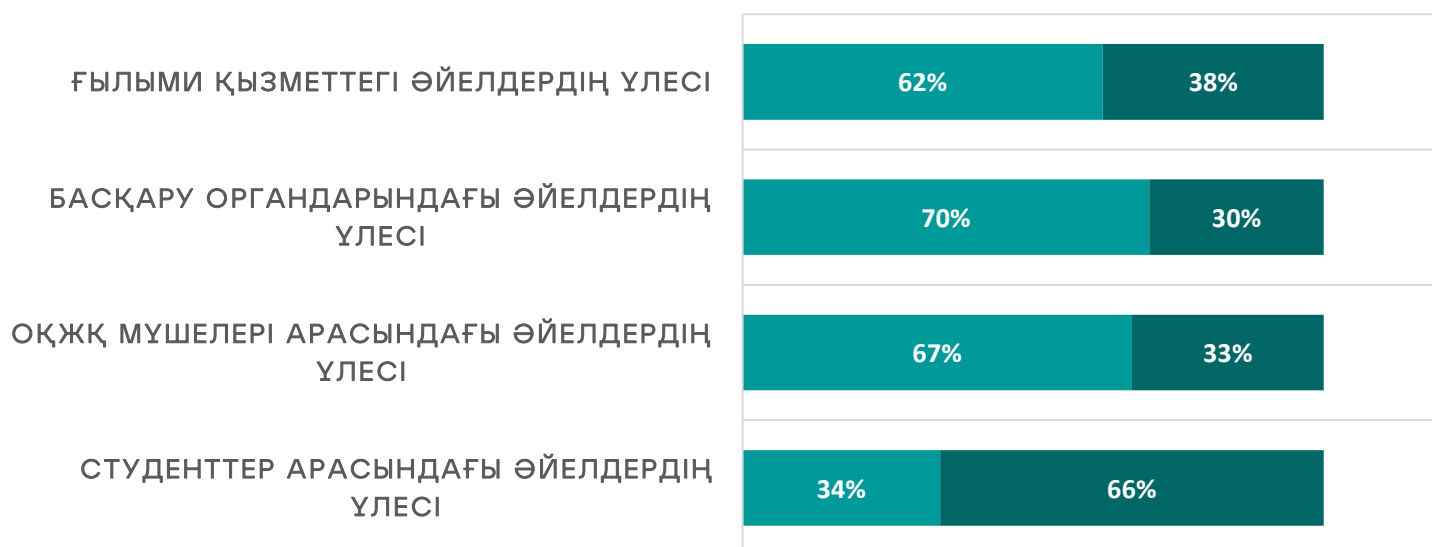 ҒЫЛЫМИ ҚЫЗМЕТТЕГІ ӘЙЕЛДЕРДІҢ ҮЛЕСІ
62% 38%
БАСҚАРУ ОРГАНДАРЫНДАҒЫ ӘЙЕЛДЕРДІҢ
ҮЛЕСІ
70% 30%
ОҚЖҚ МҮШЕЛЕРІ АРАСЫНДАҒЫ ӘЙЕЛДЕРДІҢ
ҮЛЕСІ
67% 33%
СТУДЕНТТЕР АРАСЫНДАҒЫ ӘЙЕЛДЕРДІҢ
ҮЛЕСІ
34% 66%